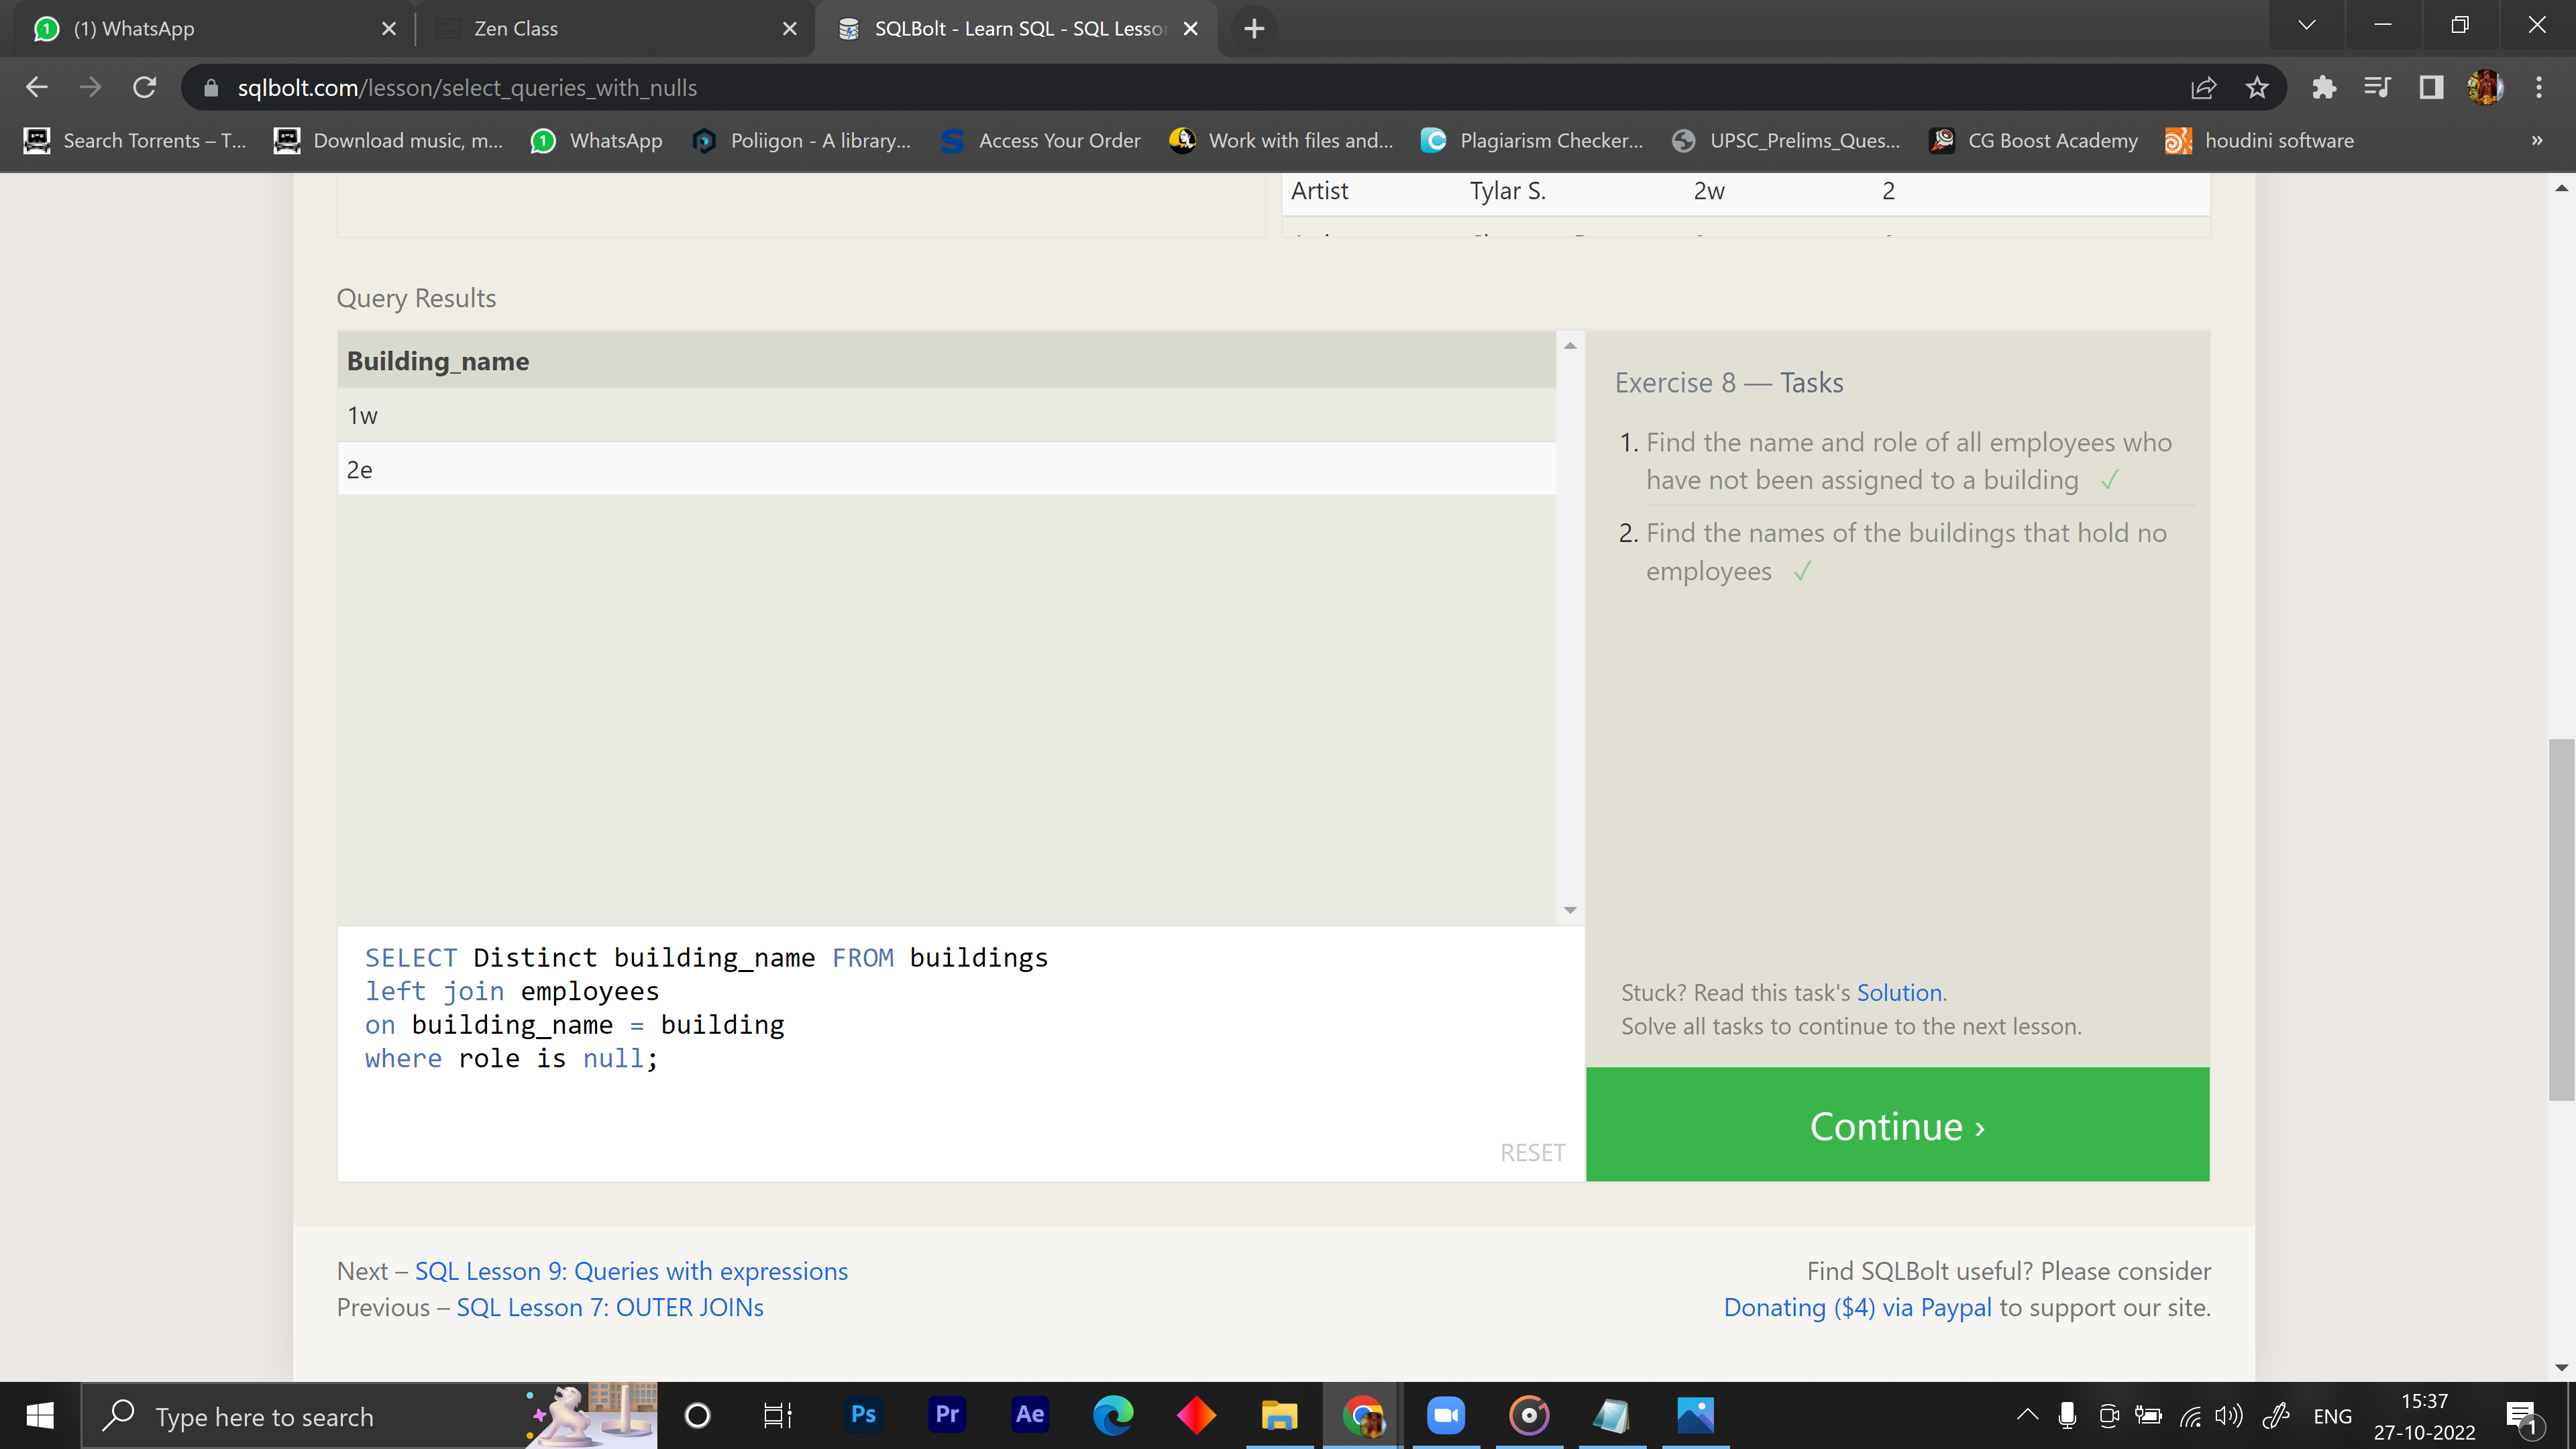 (1) WhatsApp
Zen Class
SQLBolt - Learn SQL - SQL Lesson
sqlbolt.com/lesson/select_queries_with_nulls
Search Torrents – T...
Download music, m...
WhatsApp
Poliigon - A library...
Access Your Order
Work with files and...
Plagiarism Checker...
UPSC_Prelims_Ques...
CG Boost Academy
houdini software
»
Artist Tylar S. 2w 2
Query Results
Building_name
1w
2e
Exercise 8 — Tasks
1. Find the name and role of all employees who
have not been assigned to a building ✓
2. Find the names of the buildings that hold no
employees ✓
SELECT Distinct building_name FROM buildings
left join employees
on building_name = building
where role is null;
RESET
Stuck? Read this task's Solution.
Solve all tasks to continue to the next lesson.
Continue ›
Next – SQL Lesson 9: Queries with expressions
Previous – SQL Lesson 7: OUTER JOINs
Find SQLBolt useful? Please consider
Donating ($4) via Paypal to support our site.
Type here to search
Ps
Pr
Ae
ENG
15:37
27-10-2022
1